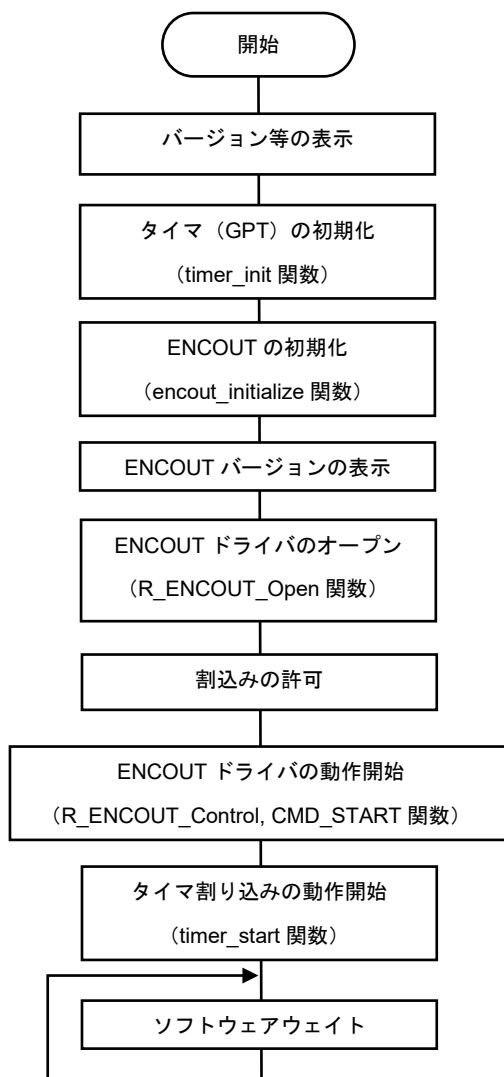 開始
バージョン等の表示
タイマ（GPT）の初期化
（timer_init 関数）
ENCOUT の初期化
（encout_initialize 関数）
ENCOUT バージョンの表示
ENCOUT ドライバのオープン
（R_ENCOUT_Open 関数）
割込みの許可
ENCOUT ドライバの動作開始
（R_ENCOUT_Control, CMD_START 関数）
タイマ割り込みの動作開始
（timer_start 関数）
ソフトウェアウェイト